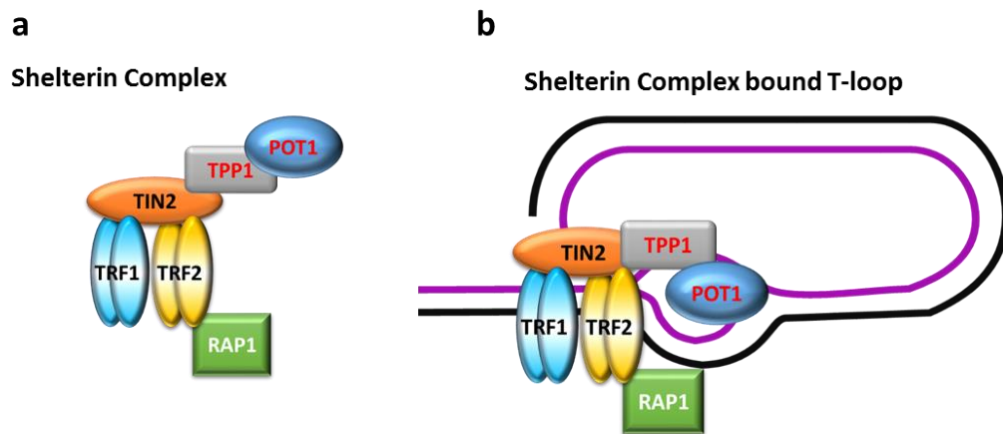 a
Shelterin Complex
POT1
TPP1
TIN2
TRF1 TRF2
RAP1
b
Shelterin Complex bound T-loop
TIN2 TPP1
POT1
TRF1 TRF2
RAP1